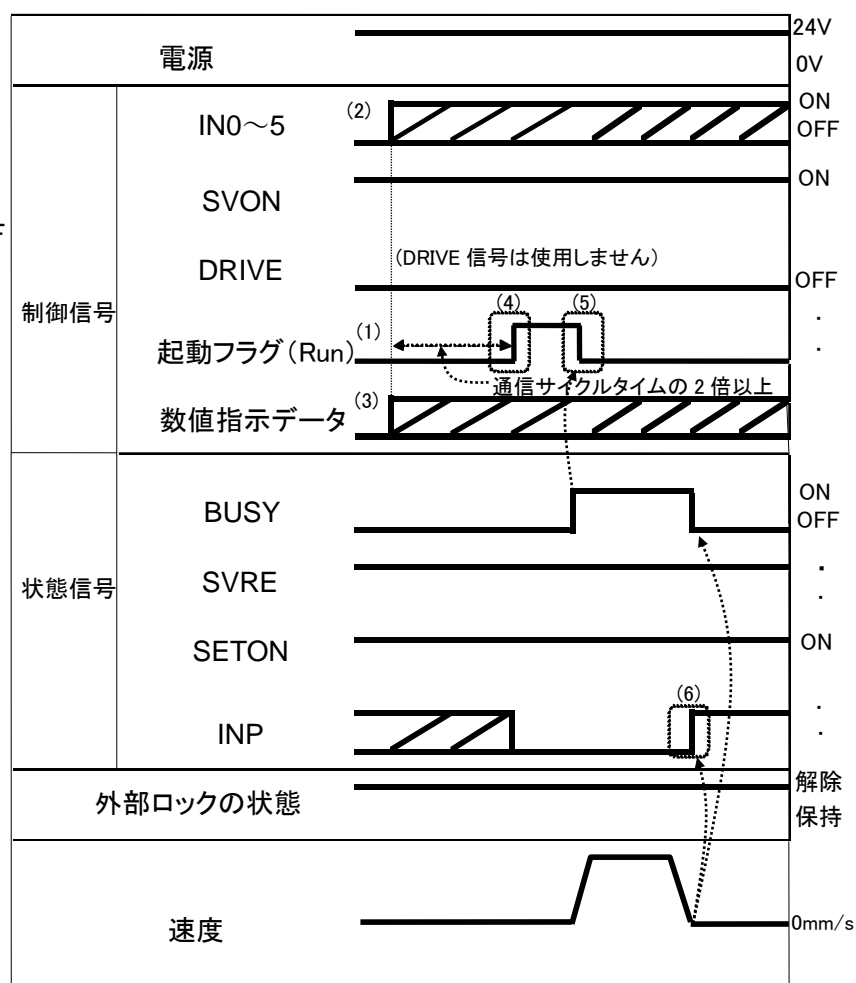 24V
電源
0V
ON
(2)
IN0～5
OFF
ON
SVON
(DRIVE 信号は使用しません)
DRIVE
OFF
(4) (5)
制御信号
(1)
起動フラグ(Run)
通信サイクルタイムの 2 倍以上
(3)
数値指示データ
ON
BUSY
OFF
状態信号
SVRE
SETON
ON
(6)
INP
解除
外部ロックの状態
保持
速度
0mm/s